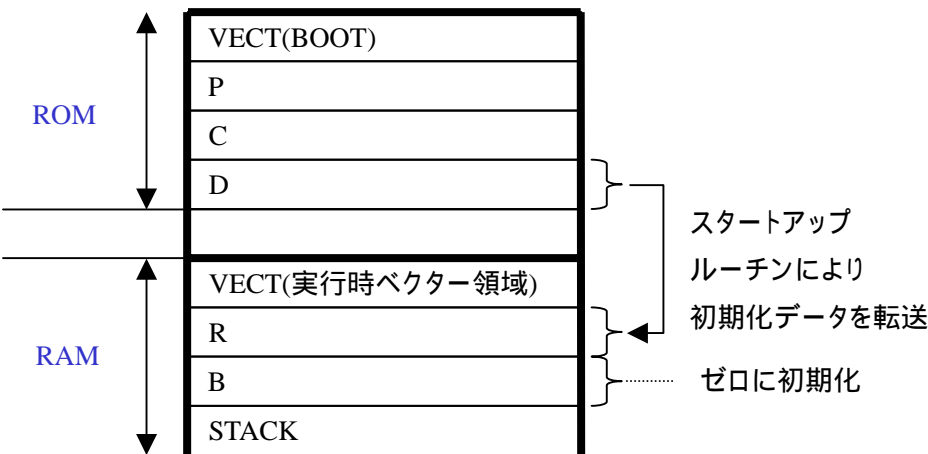 VECT(BOOT)
P
ROM
C
D
スタートアップ
ルーチンにより
初期化データを転送
VECT(実行時ベクター領域)
R
RAM
B
ゼロに初期化
STACK